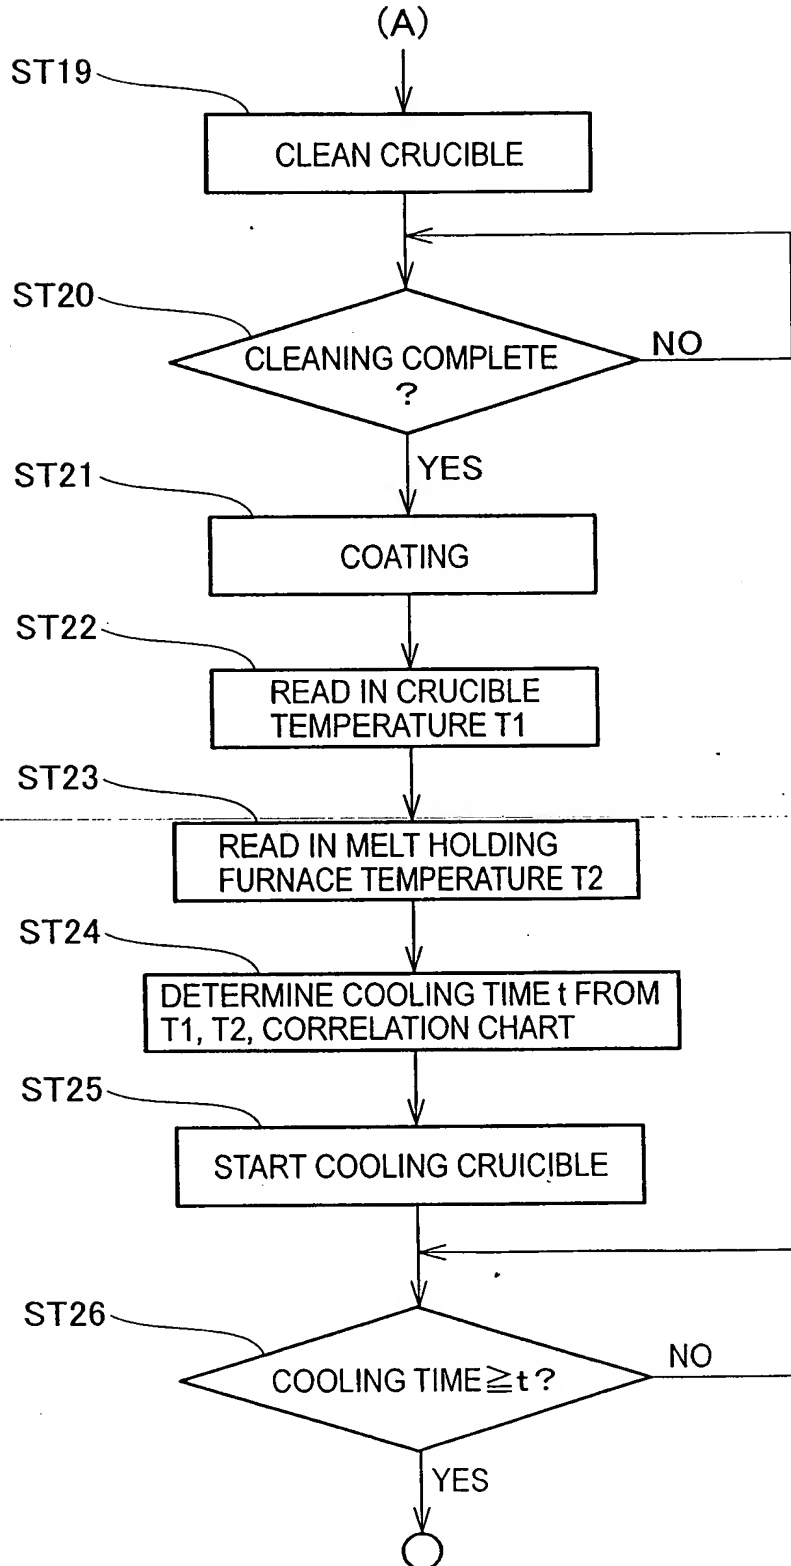 (A)
ST19
CLEAN CRUCIBLE
ST20
CLEANING COMPLETE
?
NO
YES
ST21
COATING
ST22
READ IN CRUCIBLE
TEMPERATURE T1
ST23
READ IN MELT HOLDING
FURNACE TEMPERATURE T2
ST24
DETERMINE COOLING TIME t FROM
T1, T2, CORRELATION CHART
ST25
START COOLING CRUICIBLE
ST26
COOLING TIME≧t?
NO
YES